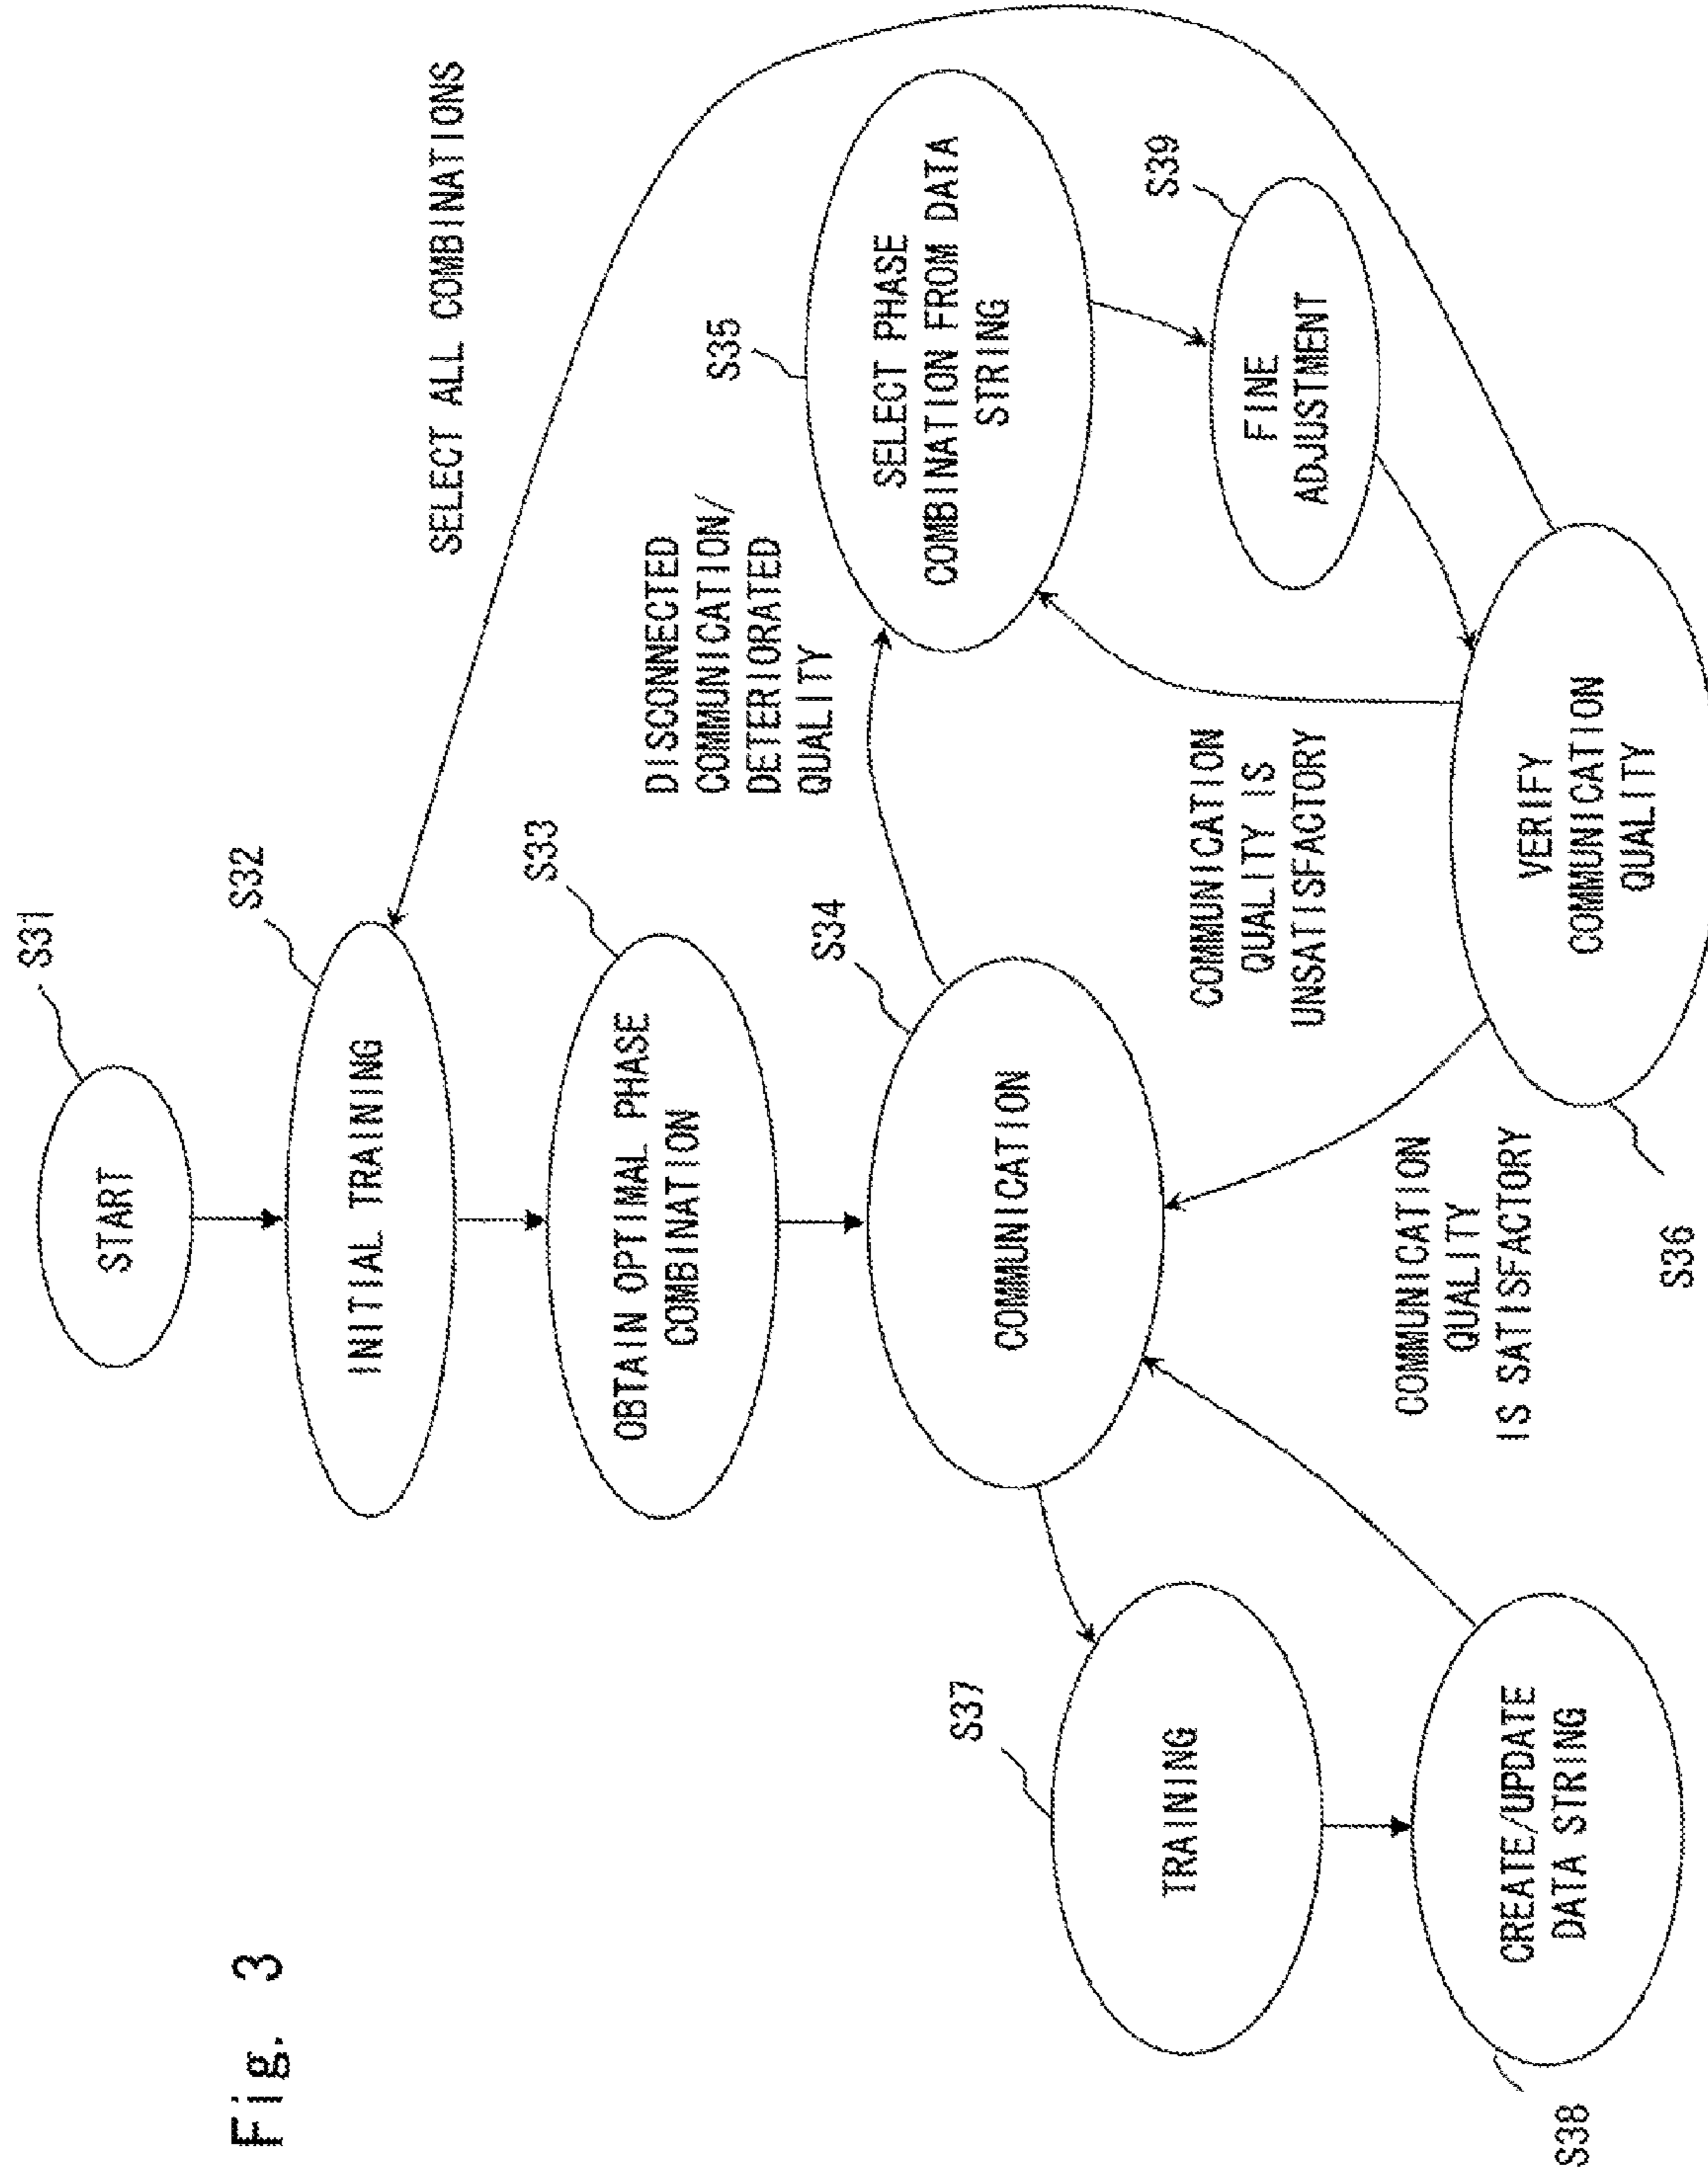 Fig. 3
S31
START
S32
INITIAL TRAINING
SELECT ALL COMBINATIONS
S33
OBTAIN OPTIMAL PHASE
COMBINATION
DISCONNECTED
COMMUNICATION/
DETERIORATED
QUALITY
S34
COMMUNICATION
S35
SELECT PHASE
COMBINATION FROM DATA
STRING
S39
FINE
ADJUSTMENT
COMMUNICATION
QUALITY IS
UNSATISFACTORY
S37
TRAINING
COMMUNICATION
QUALITY
IS SATISFACTORY
VERIFY
COMMUNICATION
QUALITY
S36
CREATE/UPDATE
DATA STRING
S38